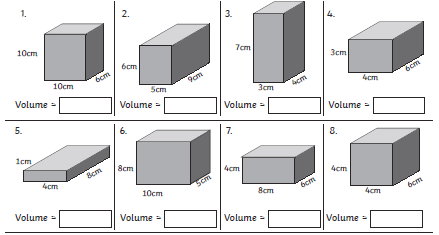 1.
10cm
10cm
6cm
Volume =
2.
6cm
5cm
9cm
Volume =
3.
7cm
3cm
4cm
Volume =
4.
3cm
4cm
6cm
Volume =
5.
1cm
4cm
8cm
Volume =
6.
8cm
10cm
5cm
Volume =
7.
4cm
8cm
6cm
Volume =
8.
4cm
4cm
6cm
Volume =